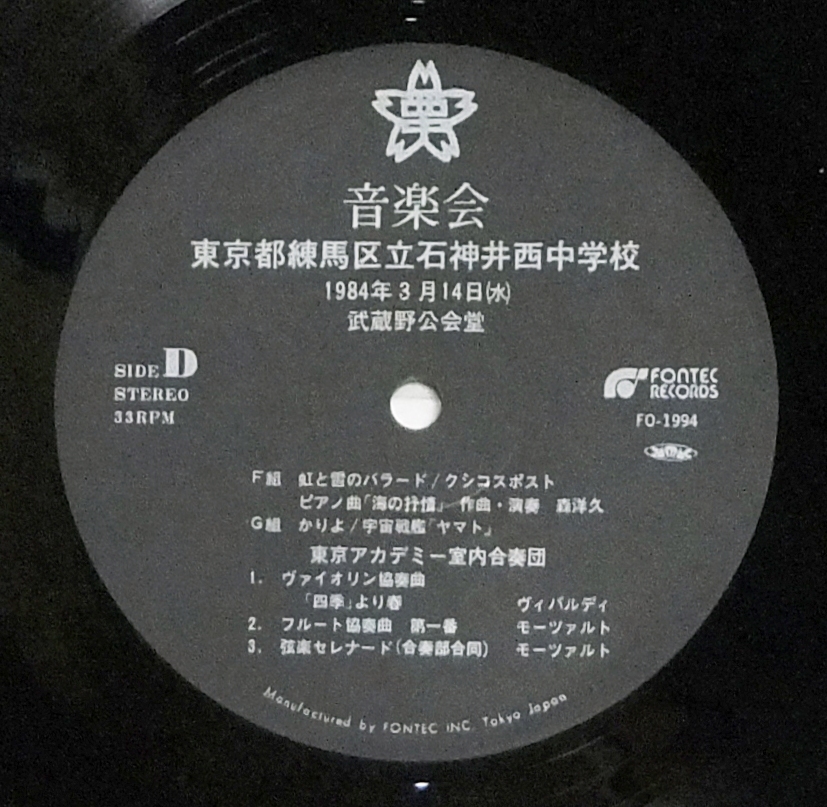 音楽会
東京都練馬区立石神井西中学校
1984年3月14日(水)
武蔵野公会堂
SIDE D
STEREO
33RPM
FONTEC
RECORDS
FO-1994
F組 虹と雪のバラード/クシコスポスト
ピアノ曲「海の抒情」 作曲・演奏 森洋久
G組 かりよ/宇宙戦艦「ヤマト」
東京アカデミー室内合奏団
1. ヴァイオリン協奏曲
「四季」より春 ヴィバルディ
2. フルート協奏曲 第一番 モーツァルト
3. 弦楽セレナード(合奏部合同) モーツァルト
Manufactured by FONTEC INC. Tokyo Japan